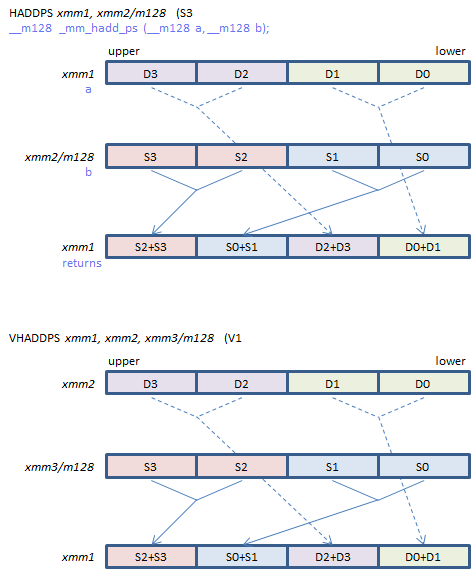 HADDPS xmm1, xmm2/m128 (S3
__m128 _mm_hadd_ps (__m128 a, __m128 b);
upper lower
xmm1 D3 D2 D1 D0
a
xmm2/m128 S3 S2 S1 S0
b
xmm1 S2+S3 S0+S1 D2+D3 D0+D1
returns
VHADDPS xmm1, xmm2, xmm3/m128 (V1
upper lower
xmm2 D3 D2 D1 D0
xmm3/m128 S3 S2 S1 S0
xmm1 S2+S3 S0+S1 D2+D3 D0+D1